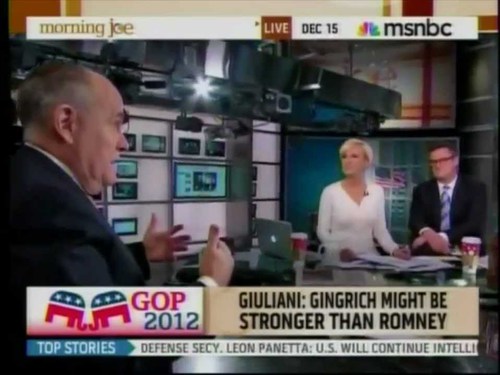 morning joe
LIVE DEC 15 msnbc
GOP
2012
GIULIANI: GINGRICH MIGHT BE
STRONGER THAN ROMNEY
TOP STORIES DEFENSE SECY. LEON PANETTA: U.S. WILL CONTINUE INTELLI